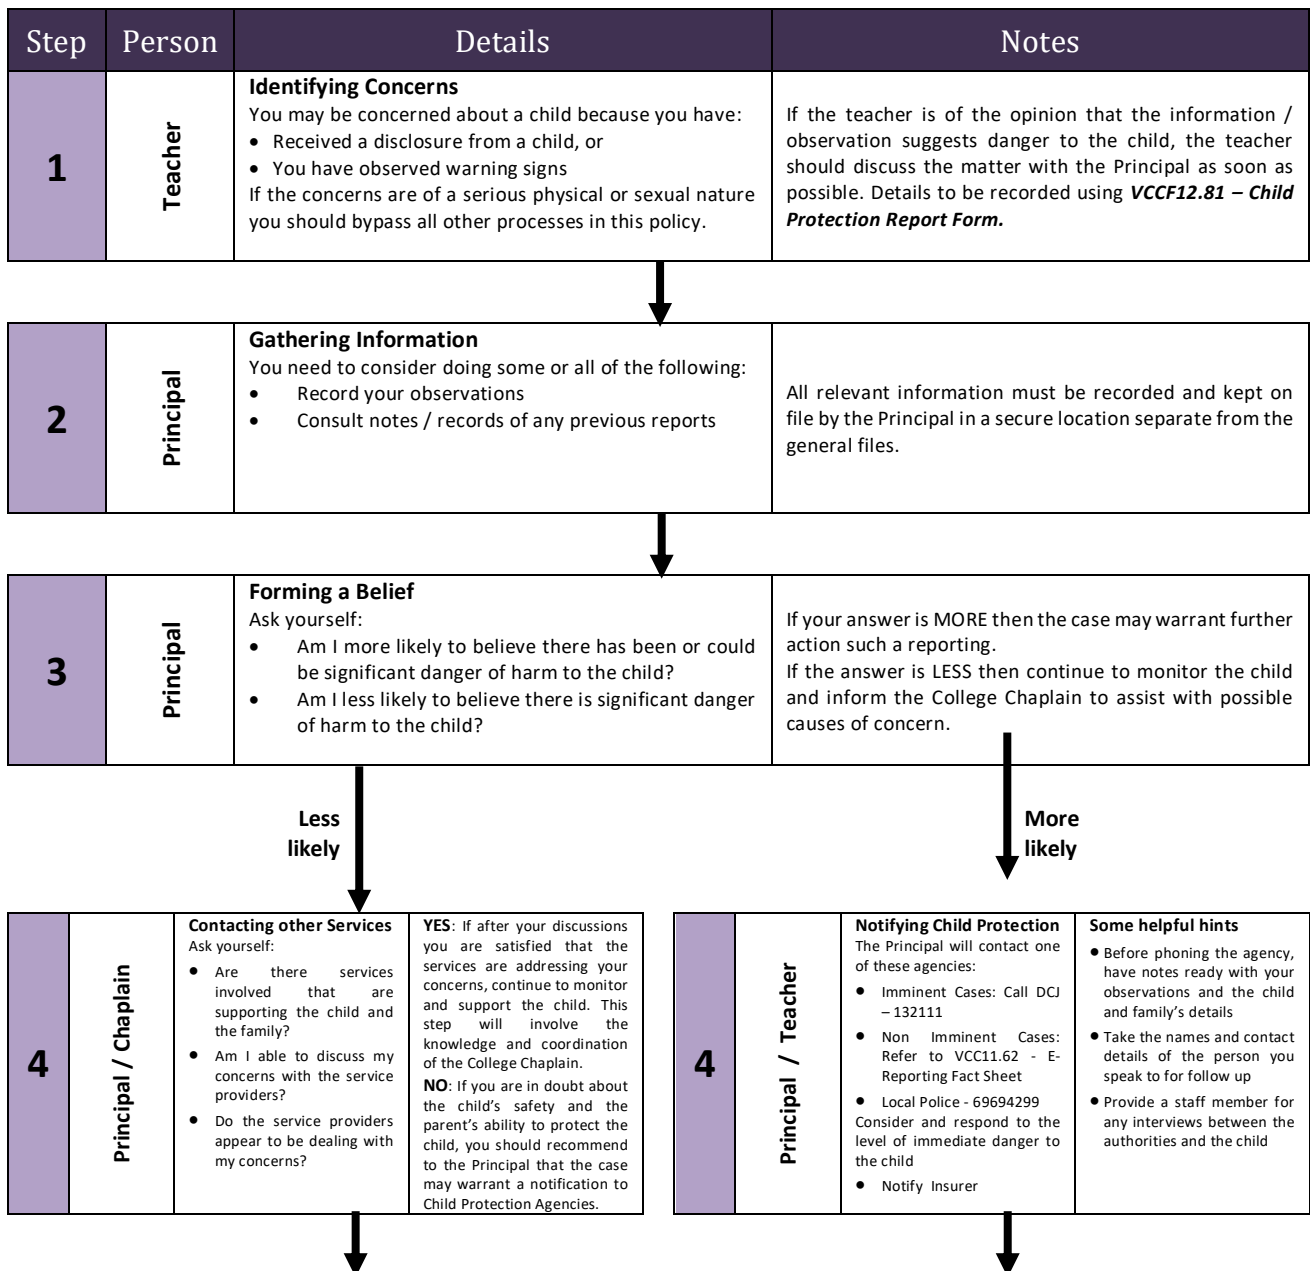 Step Person Details Notes
1
Teacher
Identifying Concerns
You may be concerned about a child because you have:
• Received a disclosure from a child, or
• You have observed warning signs
If the concerns are of a serious physical or sexual nature
you should bypass all other processes in this policy.
If the teacher is of the opinion that the information /
observation suggests danger to the child, the teacher
should discuss the matter with the Principal as soon as
possible. Details to be recorded using VCCF12.81 – Child
Protection Report Form.
2
Principal
Gathering Information
You need to consider doing some or all of the following:
• Record your observations
• Consult notes / records of any previous reports
All relevant information must be recorded and kept on
file by the Principal in a secure location separate from the
general files.
3
Principal
Forming a Belief
Ask yourself:
• Am I more likely to believe there has been or could
be significant danger of harm to the child?
• Am I less likely to believe there is significant danger
of harm to the child?
If your answer is MORE then the case may warrant further
action such a reporting.
If the answer is LESS then continue to monitor the child
and inform the College Chaplain to assist with possible
causes of concern.
Less
likely
More
likely
4
Principal / Chaplain
Contacting other Services
Ask yourself:
• Are there services
involved that are
supporting the child and
the family?
• Am I able to discuss my
concerns with the service
providers?
• Do the service providers
appear to be dealing with
my concerns?
YES: If after your discussions
you are satisfied that the
services are addressing your
concerns, continue to monitor
and support the child. This
step will involve the
knowledge and coordination
of the College Chaplain.
NO: If you are in doubt about
the child's safety and the
parent's ability to protect the
child, you should recommend
to the Principal that the case
may warrant a notification to
Child Protection Agencies.
4
Principal / Teacher
Notifying Child Protection
The Principal will contact one
of these agencies:
• Imminent Cases: Call DCJ
– 132111
• Non Imminent Cases:
Refer to VCC11.62 - E-
Reporting Fact Sheet
• Local Police - 69694299
Consider and respond to the
level of immediate danger to
the child
• Notify Insurer
Some helpful hints
• Before phoning the agency,
have notes ready with your
observations and the child
and family's details
• Take the names and contact
details of the person you
speak to for follow up
• Provide a staff member for
any interviews between the
authorities and the child